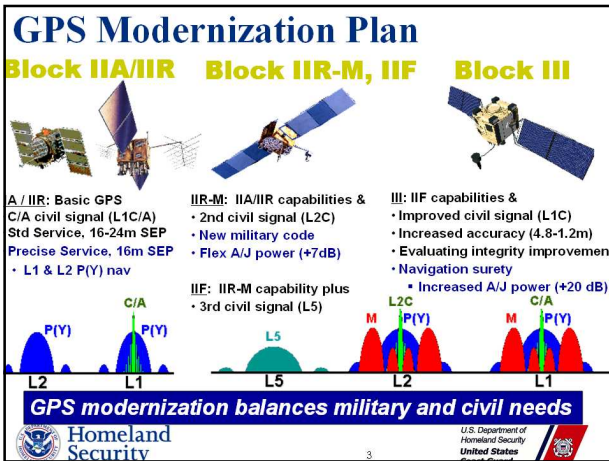 GPS Modernization Plan
Block IIA/IIR
Block IIR-M, IIF
Block III
A / IIR: Basic GPS
C/A civil signal (L1C/A)
Std Service, 16-24m SEP
Precise Service, 16m SEP
• L1 & L2 P(Y) nav
IIR-M: IIA/IIR capabilities &
• 2nd civil signal (L2C)
• New military code
• Flex A/J power (+7dB)
IIF: IIR-M capability plus
• 3rd civil signal (L5)
III: IIF capabilities &
• Improved civil signal (L1C)
• Increased accuracy (4.8-1.2m)
• Evaluating integrity improvemen
• Navigation surety
▪ Increased A/J power (+20 dB)
C/A
P(Y)
P(Y)
L2
L1
L5
L2C
M
P(Y)
C/A
M
P(Y)
L5
L2
L1
GPS modernization balances military and civil needs
Homeland
Security
3
U.S. Department of
Homeland Security
United States
Coast Guard